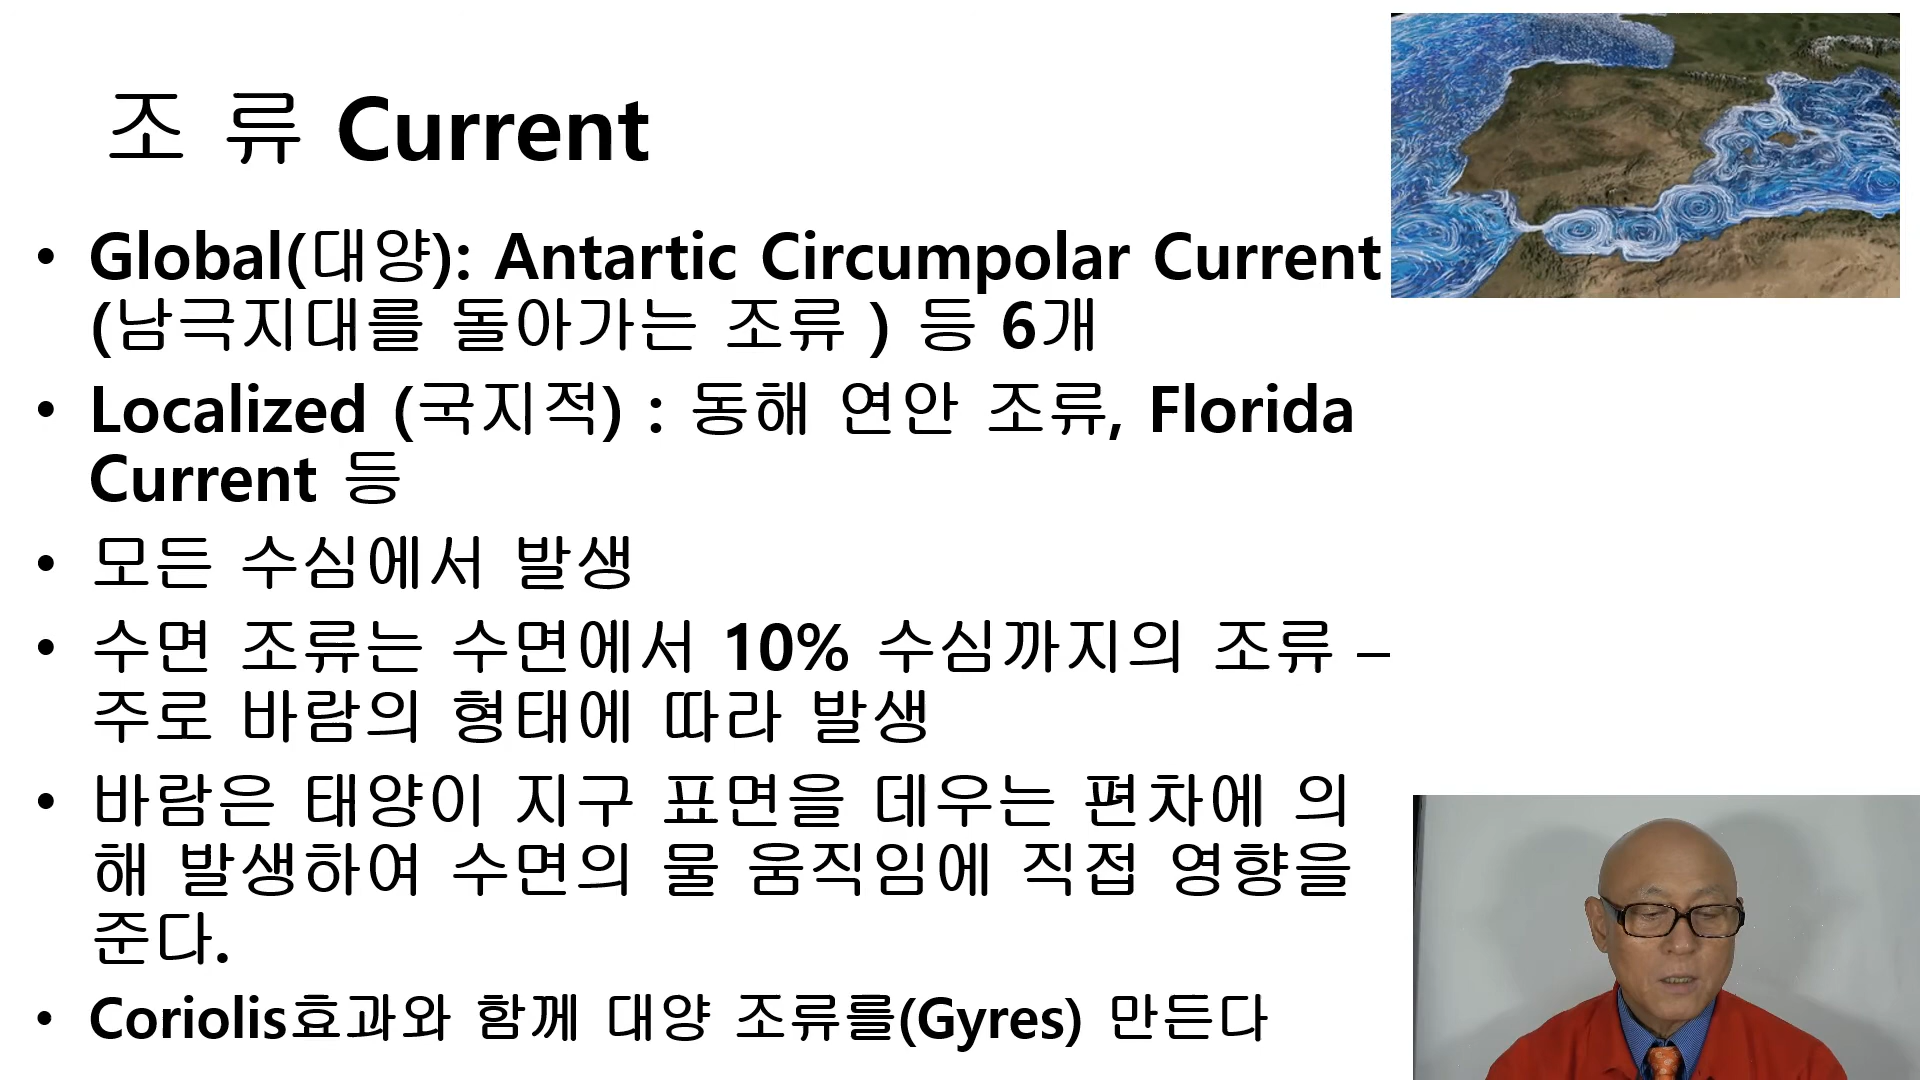 조 류 Current
• Global(대양): Antartic Circumpolar Current
(남극지대를 돌아가는 조류 ) 등 6개
• Localized (국지적) : 동해 연안 조류, Florida
Current 등
• 모든 수심에서 발생
• 수면 조류는 수면에서 10% 수심까지의 조류 –
주로 바람의 형태에 따라 발생
• 바람은 태양이 지구 표면을 데우는 편차에 의
해 발생하여 수면의 물 움직임에 직접 영향을
준다.
• Coriolis효과와 함께 대양 조류를(Gyres) 만든다